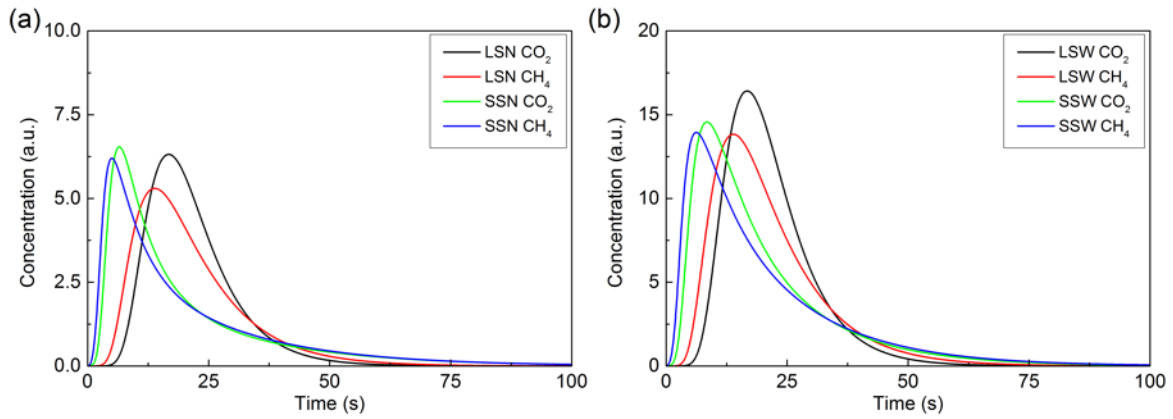 (a)
10.0
7.5
5.0
2.5
0.0
Concentration (a.u.)
LSN CO₂
LSN CH₄
SSN CO₂
SSN CH₄
0 25 50 75 100
Time (s)
(b)
20
15
10
5
0
Concentration (a.u.)
LSW CO₂
LSW CH₄
SSW CO₂
SSW CH₄
0 25 50 75 100
Time (s)